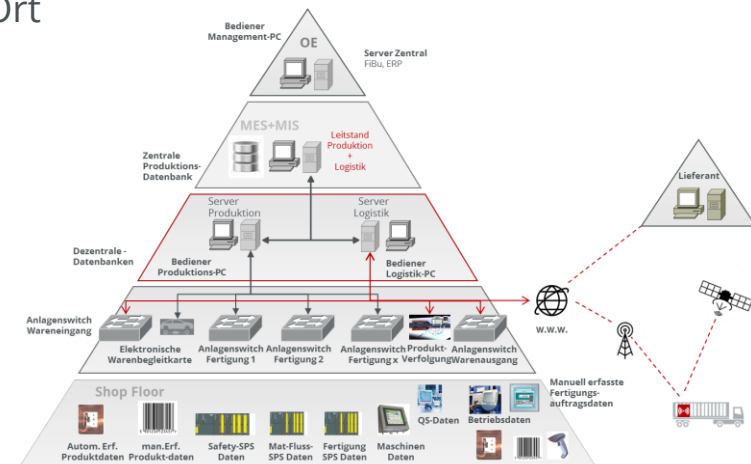 Ort
Bediener
Management-PC
OE
Server Zentral
FiBu, ERP
MES+MIS
Leitstand
Produktion
+
Logistik
Zentrale
Produktions-
Datenbank
Lieferant
Server
Produktion
Server
Logistik
Dezentrale -
Datenbanken
Bediener
Produktions-PC
Bediener
Logistik-PC
Anlagenswitch
Wareneingang
Elektronische
Warenbegleitkarte
Anlagenswitch
Fertigung 1
Anlagenswitch
Fertigung 2
Anlagenswitch
Fertigung x
Produkt-
Verfolgung
Anlagenswitch
Warenausgang
w.w.w.
Shop Floor
Manuell erfasste
Fertigungs-
auftragsdaten
QS-Daten
Betriebsdaten
Autom. Erf.
Produktdaten
man.Erf.
Produkt-daten
Safety-SPS
Daten
Mat-Fluss-
SPS Daten
Fertigung
SPS Daten
Maschinen
Daten